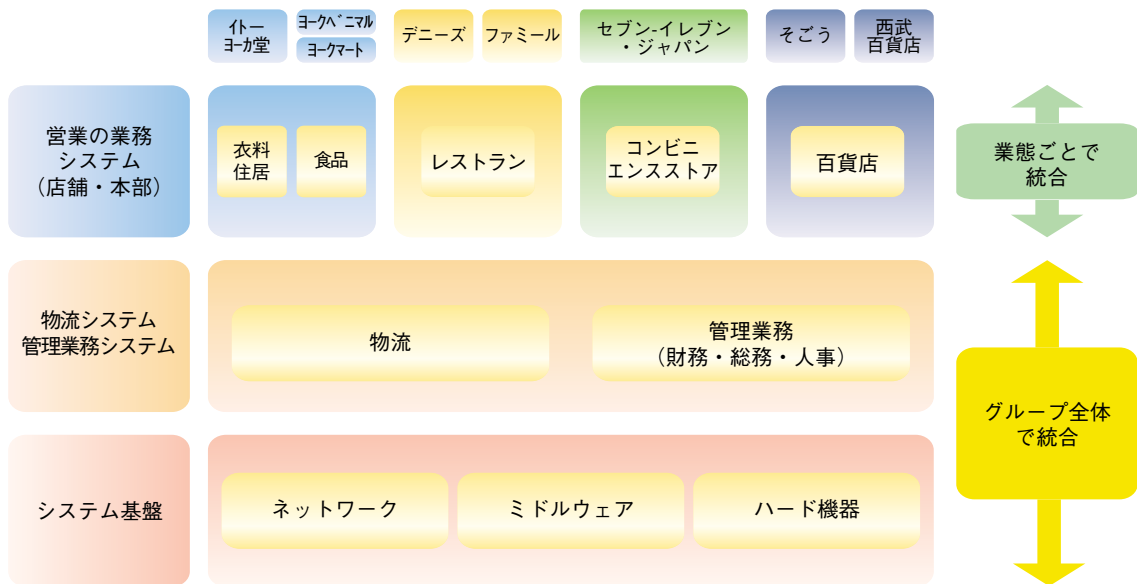 イトー
ヨーカ堂
ヨークベニマル
ヨークマート
デニーズ
ファミール
セブン-イレブン
・ジャパン
そごう
西武
百貨店
営業の業務
システム
（店舗・本部）
衣料
住居
食品
レストラン
コンビニ
エンスストア
百貨店
業態ごとで
統合
物流システム
管理業務システム
物流
管理業務
（財務・総務・人事）
グループ全体
で統合
システム基盤
ネットワーク
ミドルウェア
ハード機器